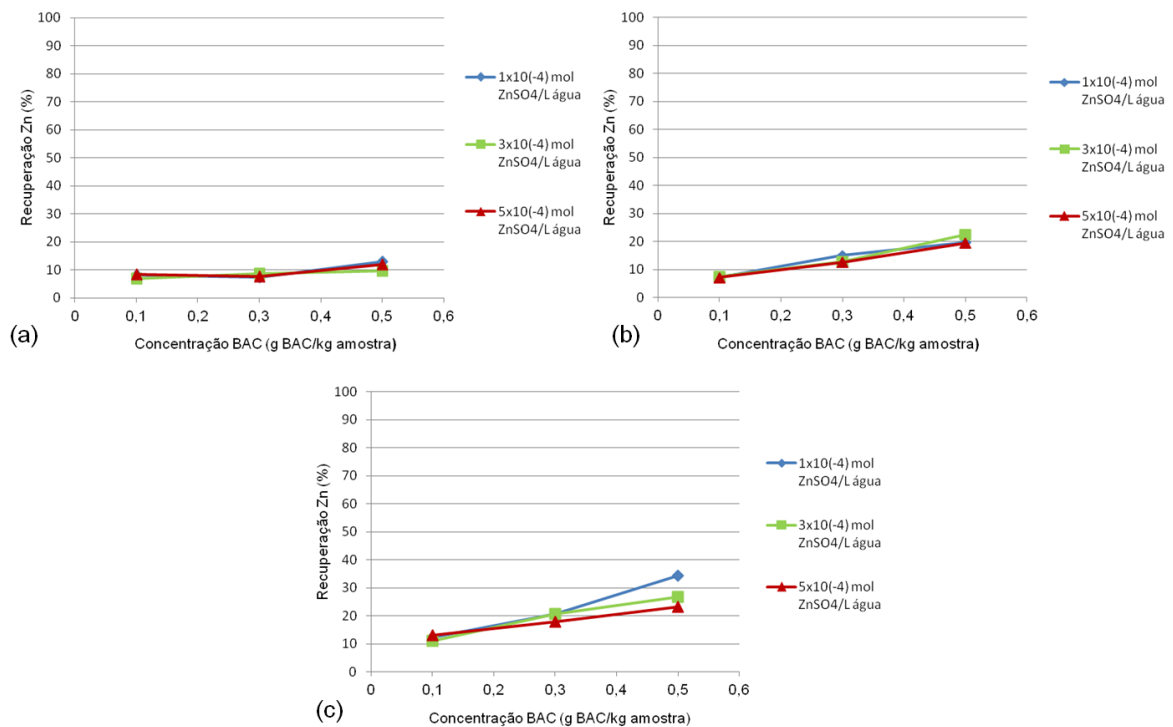 100
90
80
70
60
50
40
30
20
10
0
Recuperação Zn (%)
0 0,1 0,2 0,3 0,4 0,5 0,6
Concentração BAC (g BAC/kg amostra)
1x10(-4) mol
ZnSO4/L água
3x10(-4) mol
ZnSO4/L água
5x10(-4) mol
ZnSO4/L água
(a)
100
90
80
70
60
50
40
30
20
10
0
Recuperação Zn (%)
0 0,1 0,2 0,3 0,4 0,5 0,6
Concentração BAC (g BAC/kg amostra)
1x10(-4) mol
ZnSO4/L água
3x10(-4) mol
ZnSO4/L água
5x10(-4) mol
ZnSO4/L água
(b)
100
90
80
70
60
50
40
30
20
10
0
Recuperação Zn (%)
0 0,1 0,2 0,3 0,4 0,5 0,6
Concentração BAC (g BAC/kg amostra)
1x10(-4) mol
ZnSO4/L água
3x10(-4) mol
ZnSO4/L água
5x10(-4) mol
ZnSO4/L água
(c)